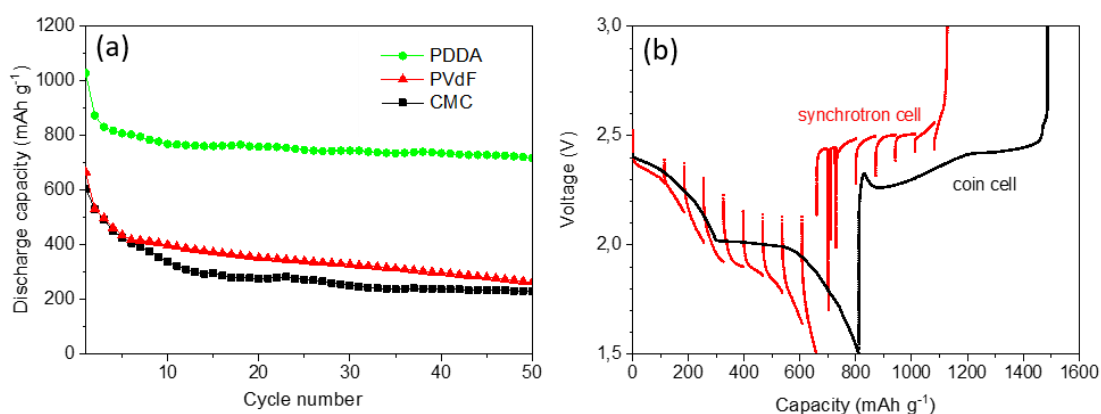 (a)
PDDA
PVdF
CMC
1200
1000
800
600
400
200
0
Discharge capacity (mAh g⁻¹)
10 20 30 40 50
Cycle number
(b)
synchrotron cell
coin cell
3,0
2,5
2,0
1,5
Voltage (V)
0 200 400 600 800 1000 1200 1400 1600
Capacity (mAh g⁻¹)